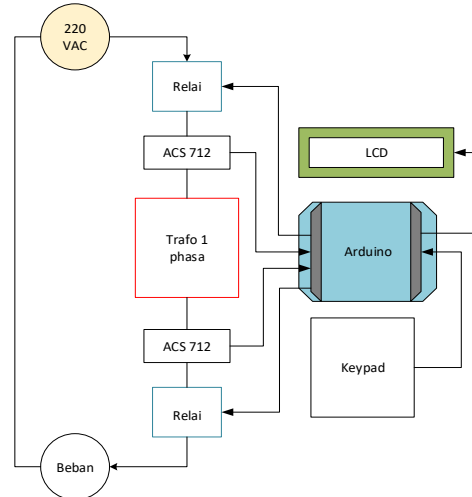 220
VAC
Relai
ACS 712
LCD
Trafo 1
phasa
Arduino
ACS 712
Keypad
Relai
Beban